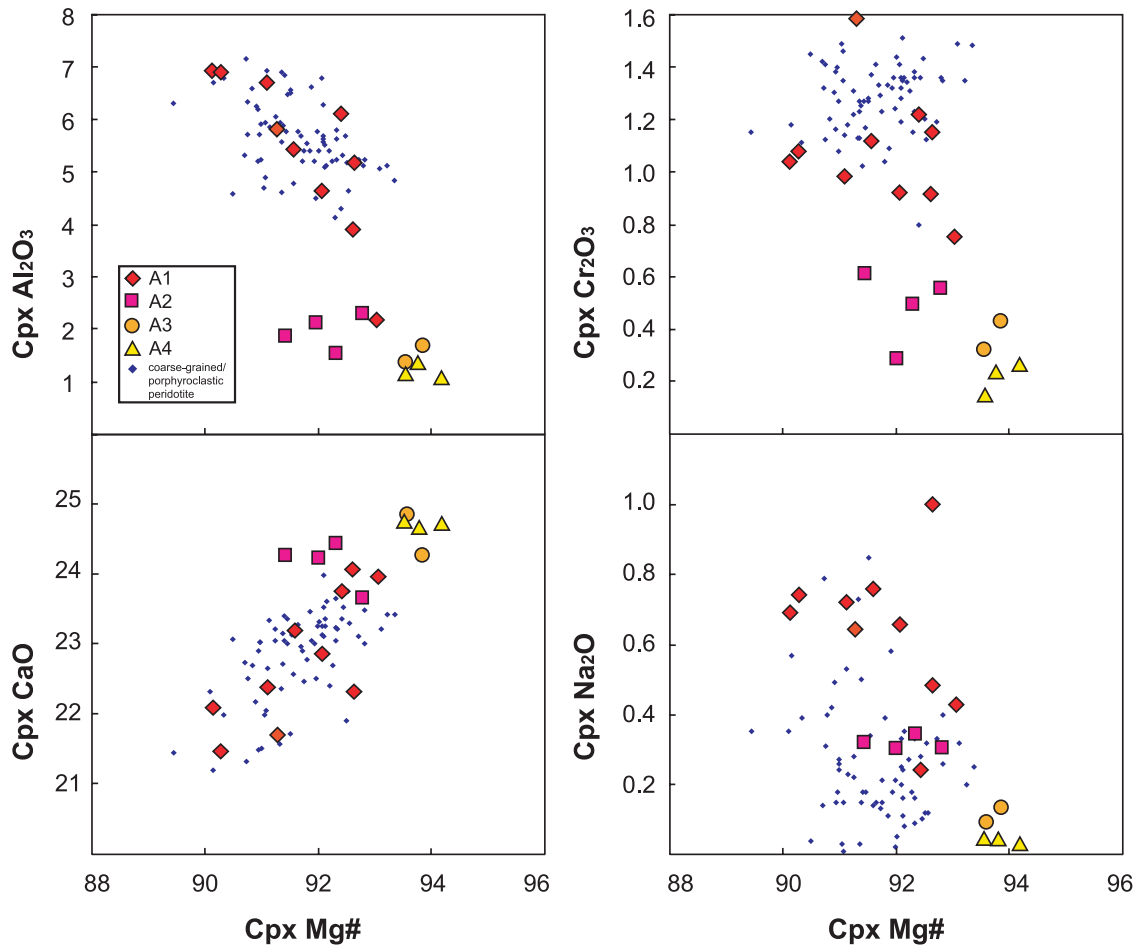 8
7
6
5
4
3
2
1
Cpx Al₂O₃
A1
A2
A3
A4
coarse-grained/
porphyroclastic
peridotite
1.6
1.4
1.2
1.0
0.8
0.6
0.4
0.2
Cpx Cr₂O₃
25
24
23
22
21
Cpx CaO
88 90 92 94 96
Cpx Mg#
1.0
0.8
0.6
0.4
0.2
Cpx Na₂O
88 90 92 94 96
Cpx Mg#